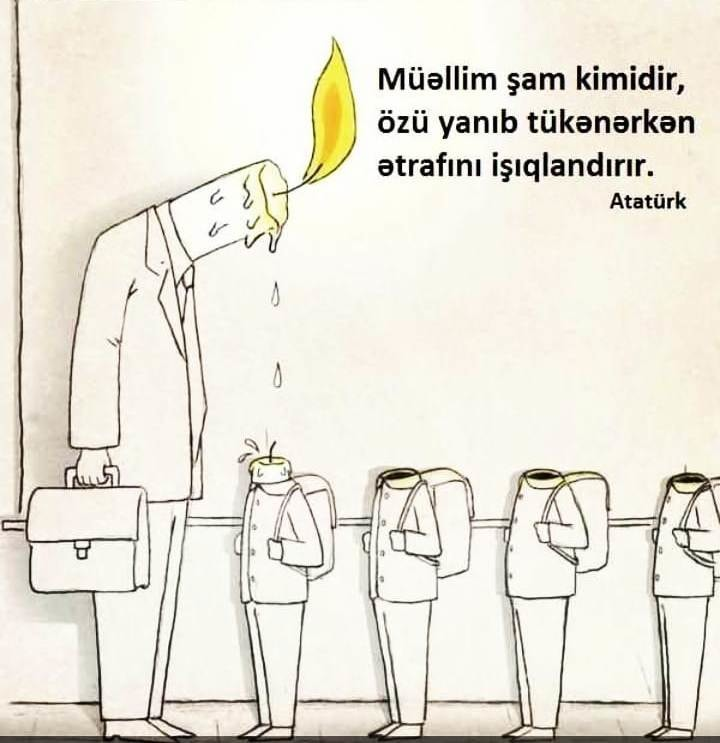 Müəllim şam kimidir,
özü yanıb tükənərkən
ətrafını işıqlandırır.
Atatürk